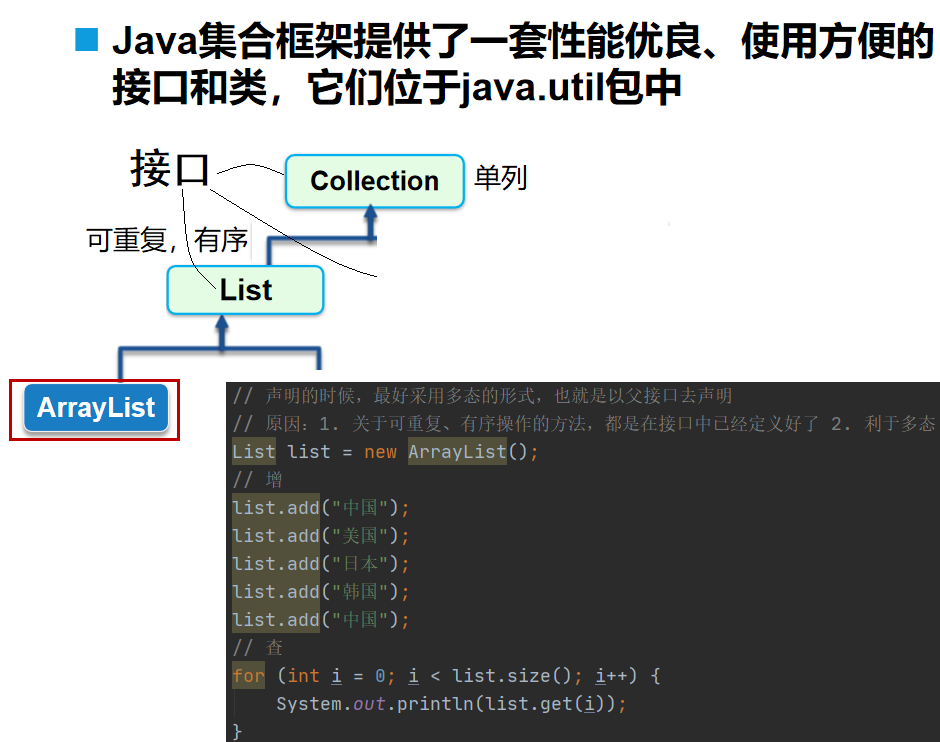 Java集合框架提供了一套性能优良、使用方便的
接口和类，它们位于java.util包中
接口
Collection
单列
可重复，有序
List
ArrayList
// 声明的时候，最好采用多态的形式，也就是以父接口去声明
// 原因：1. 关于可重复、有序操作的方法，都是在接口中已经定义好了 2. 利于多态
List list = new ArrayList();
// 增
list.add("中国");
list.add("美国");
list.add("日本");
list.add("韩国");
list.add("中国");
// 查
for (int i = 0; i < list.size(); i++) {
    System.out.println(list.get(i));
}